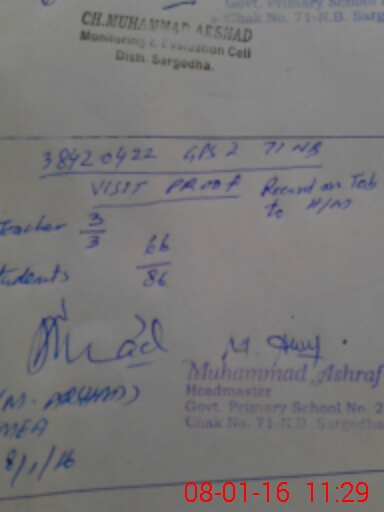 Govt. Primary School
Chak No. 71-N.B. Sarg
CH.MUHAMMAD ARSHAD
Monitoring & Evaluation Cell
Distt. Sargodha.
38420422 GPS 2 71 NB
VISIT PROOF Record on Tab
to H/M
Teacher 3/3
Students 66/86
(M. ARSHAD)
MEA
8/1/16
Muhammad Ashraf
Headmaster
Govt. Primary School No. 2
Chak No. 71-N.B. Sargodha
08-01-16 11:29